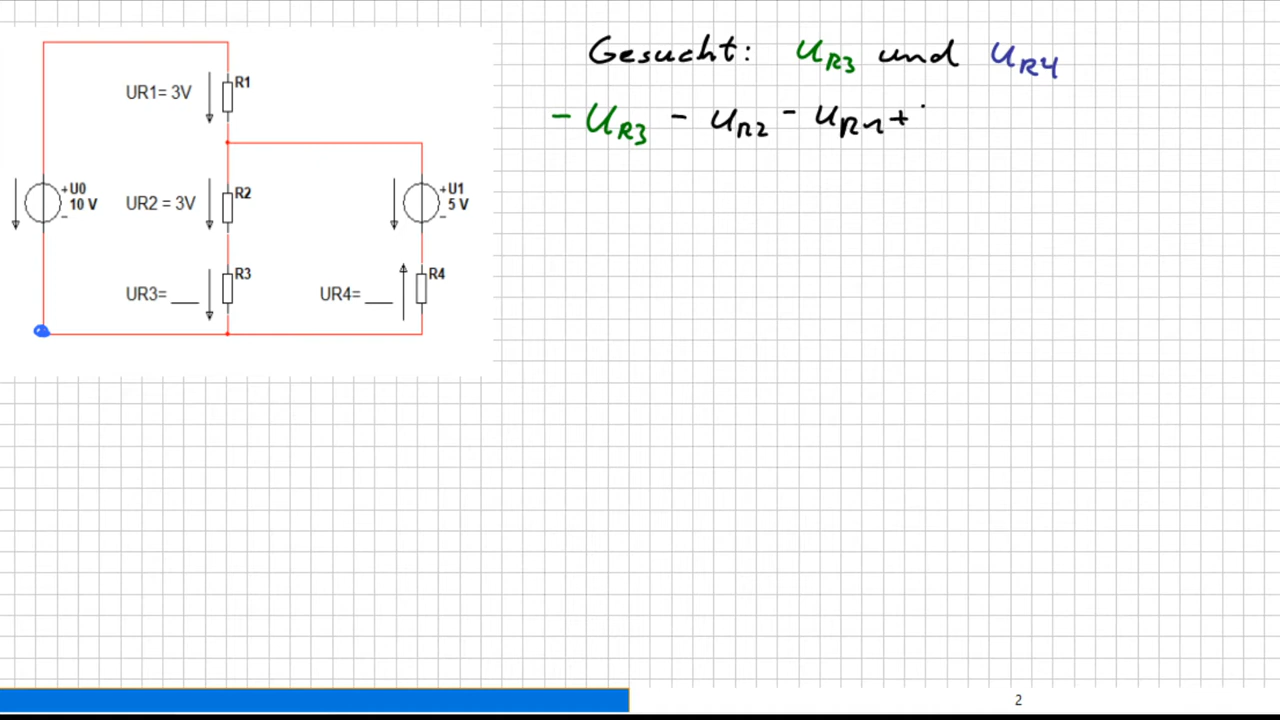 Gesucht: UR3 und UR4
- UR3 - UR2 - UR1 +
UR1= 3V
R1
+U0
10 V
-
UR2 = 3V
R2
+U1
5 V
-
UR3= ___
R3
UR4= ___
R4
2